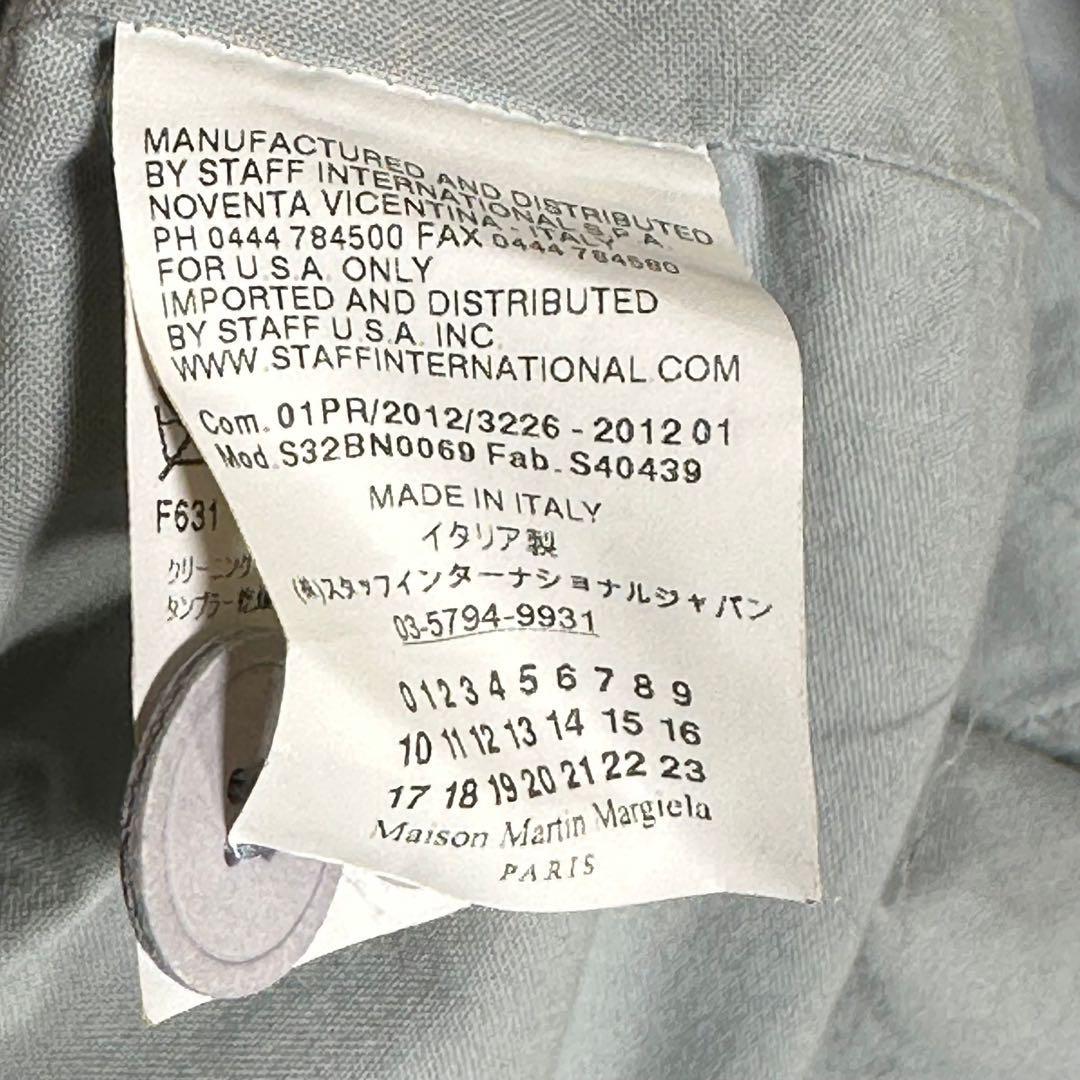 MANUFACTURED AND DISTRIBUTED
BY STAFF INTERNATIONAL S.P.A.
NOVENTA VICENTINA - ITALY
PH 0444 784500 FAX 0444 784580
FOR U.S.A. ONLY
IMPORTED AND DISTRIBUTED
BY STAFF U.S.A. INC.
WWW.STAFFINTERNATIONAL.COM
Com. 01PR/2012/3226 - 2012 01
Mod. S32BN0069 Fab. S40439
MADE IN ITALY
イタリア製
(株)スタッフインターナショナルジャパン
03-5794-9931
0 1 2 3 4 5 6 7 8 9
10 11 12 13 14 15 16
17 18 19 20 21 22 23
Maison Martin Margiela
PARIS
F631
クリーニング
タンブラー乾燥